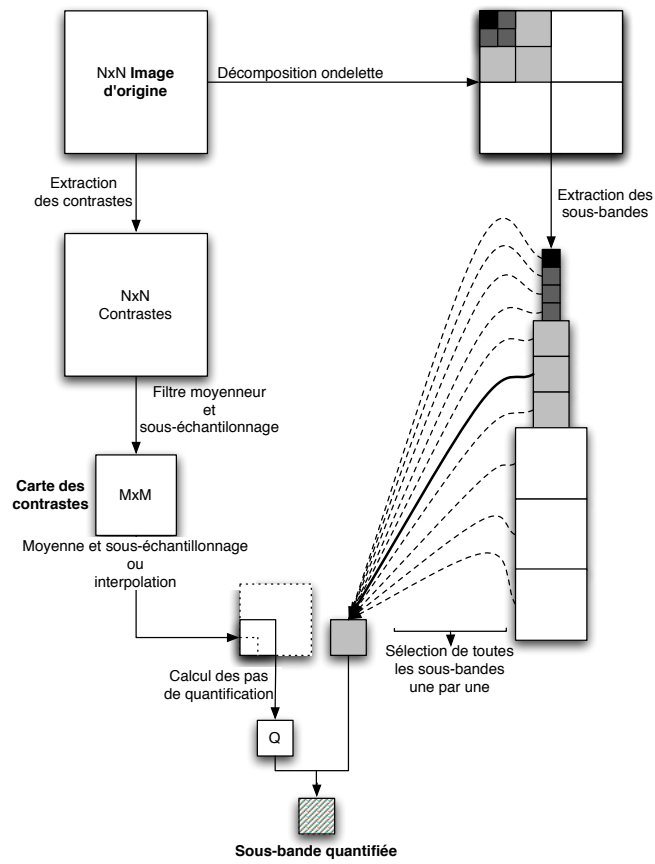 NxN Image
d'origine
Décomposition ondelette
Extraction
des contrastes
Extraction des
sous-bandes
NxN
Contrastes
Filtre moyenneur
et
sous-échantilonnage
Carte des
contrastes
MxM
Moyenne et sous-échantillonnage
ou
interpolation
Sélection de toutes
les sous-bandes
une par une
Calcul des pas
de quantification
Q
Sous-bande quantifiée